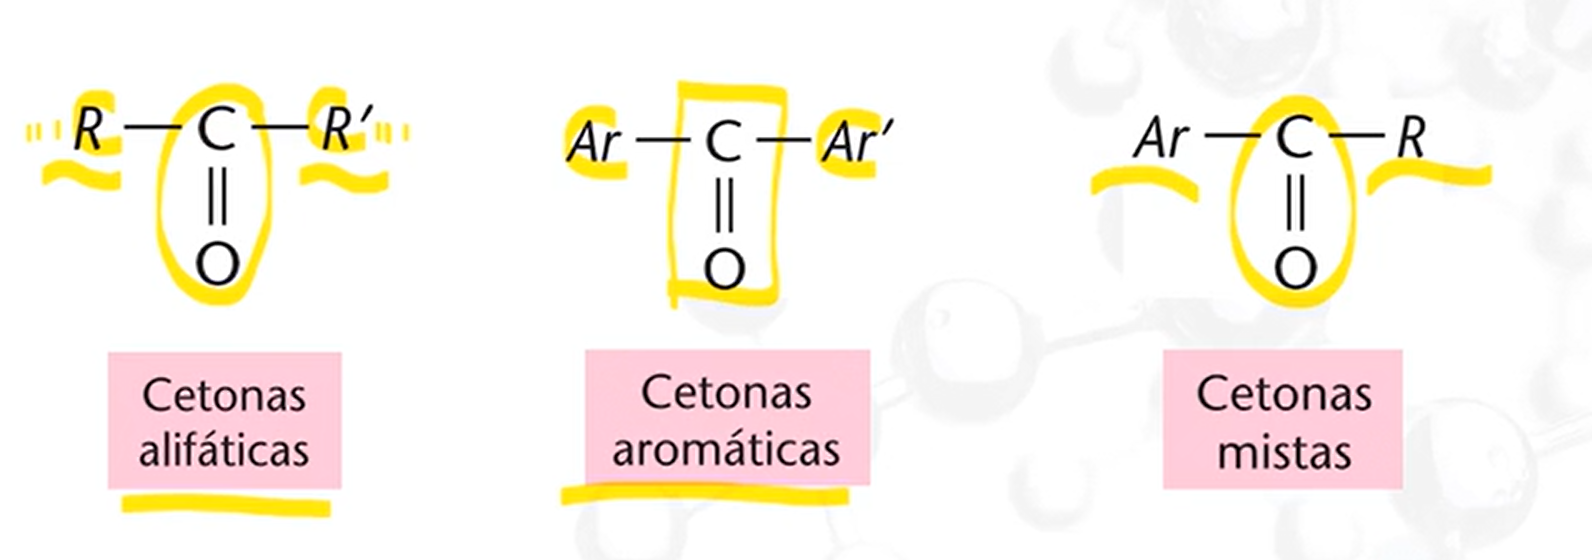 R — C — R′
||
O
Cetonas
alifáticas
Ar — C — Ar′
||
O
Cetonas
aromáticas
Ar — C — R
||
O
Cetonas
mistas